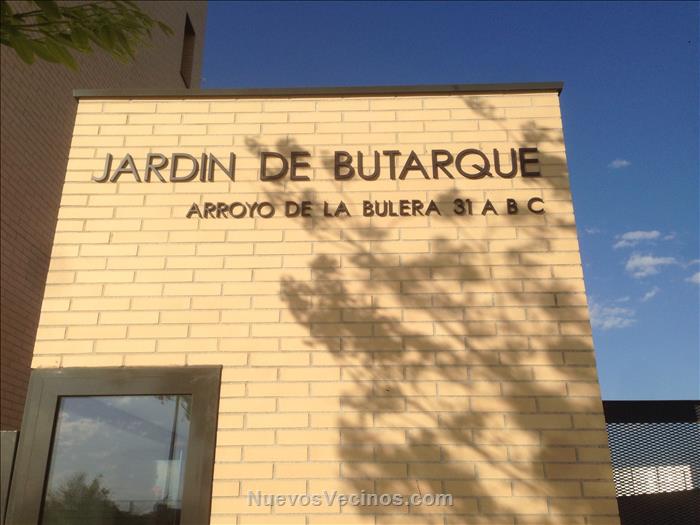 JARDIN DE BUTARQUE
ARROYO DE LA BULERA 31 A B C
NuevosVecinos.com